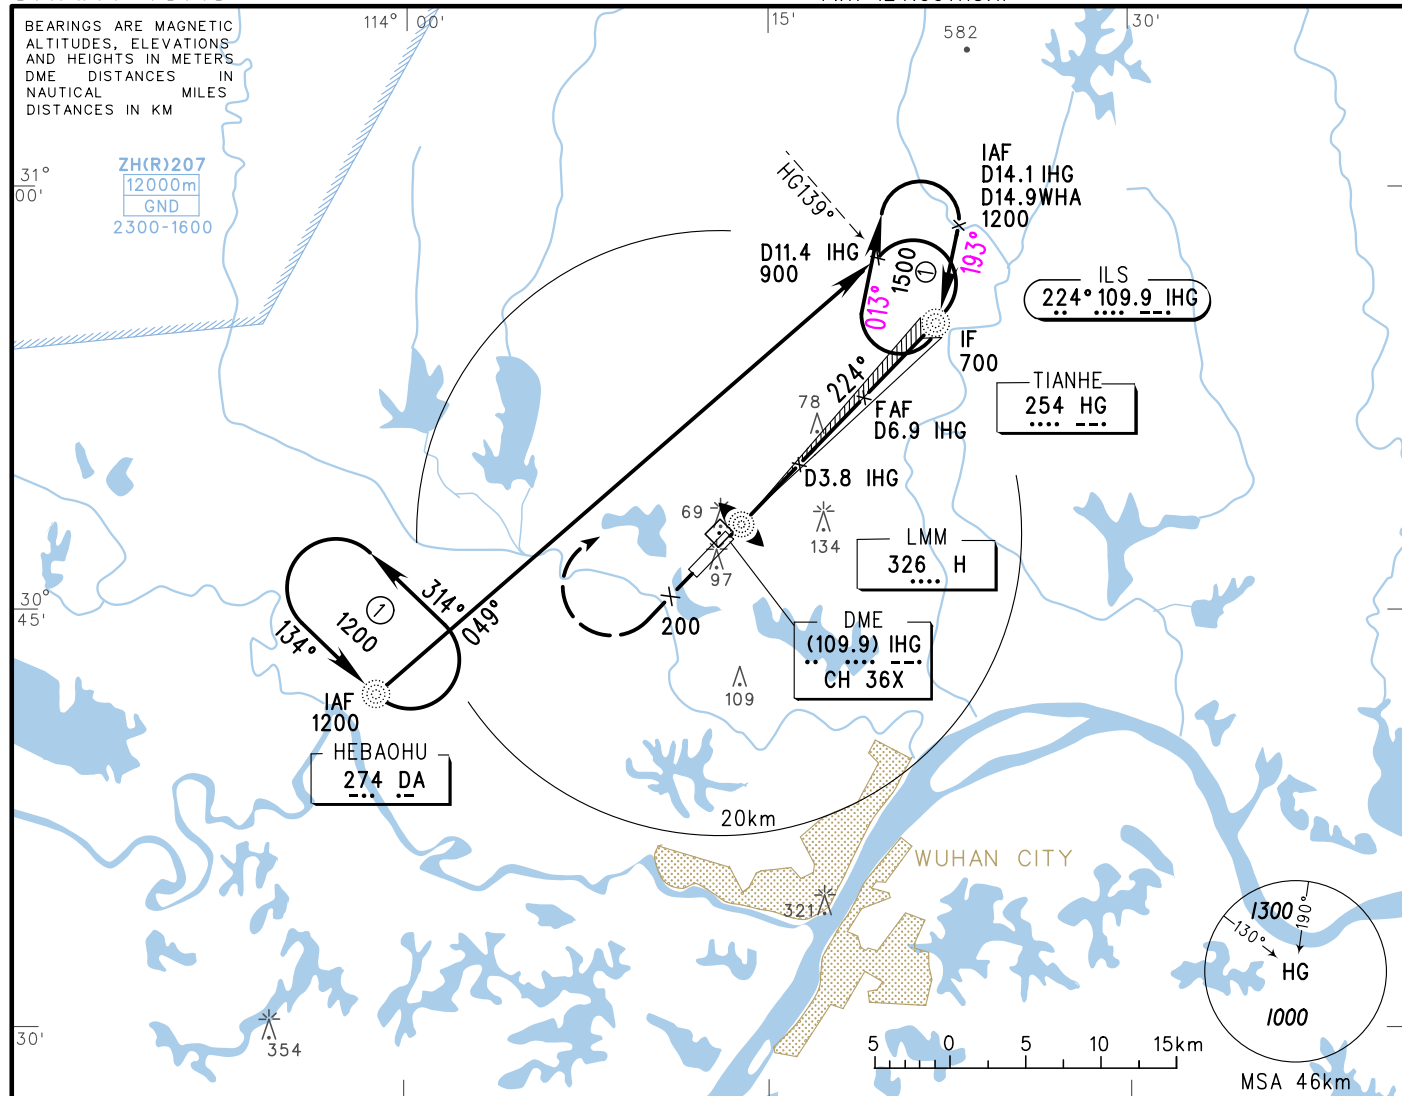 114° 00'
15'
30'
BEARINGS ARE MAGNETIC
ALTITUDES, ELEVATIONS
AND HEIGHTS IN METERS
DME DISTANCES IN
NAUTICAL MILES
DISTANCES IN KM
582
ZH(R)207
12000m
GND
2300-1600
31°
00'
IAF
D14.1 IHG
D14.9WHA
1200
HG139°
D11.4 IHG
900
013°
1500
1
193°
ILS
224° 109.9 IHG
IF
700
TIANHE
254 HG
224°
78
FAF
D6.9 IHG
D3.8 IHG
69
134
97
LMM
326 H
200
DME
(109.9) IHG
CH 36X
109
30°
45'
314°
049°
1
1200
134°
IAF
1200
HEBAOHU
274 DA
20km
WUHAN CITY
321
354
30'
1300
130°
190°
HG
1000
MSA 46km
5 0 5 10 15km